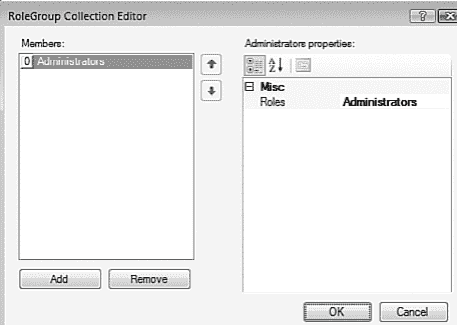 RoleGroup Collection Editor
Members:
0 Administrators
Add Remove
Administrators properties:
Misc
Roles Administrators
OK Cancel